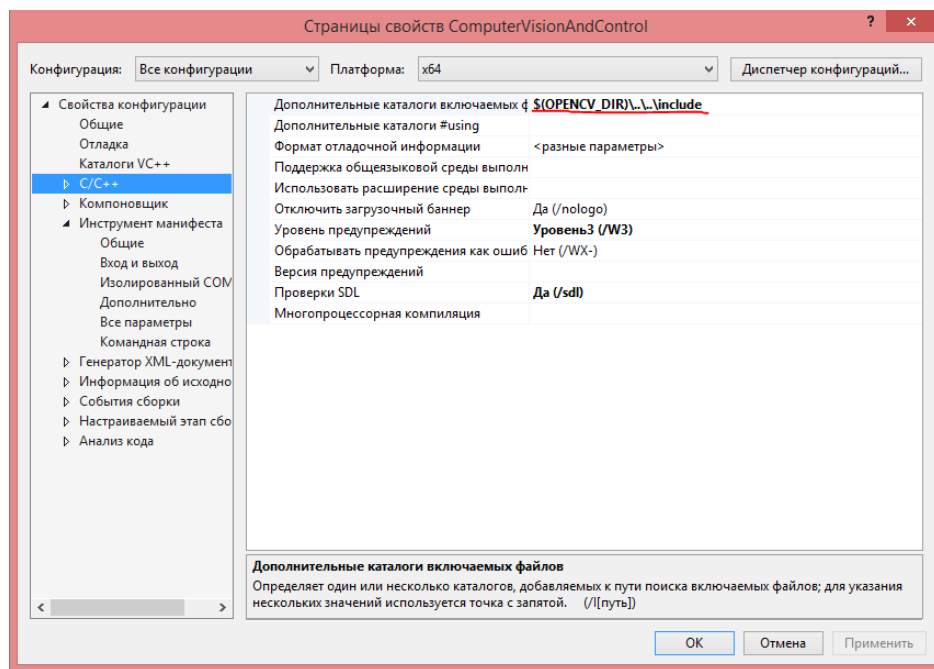 Страницы свойств ComputerVisionAndControl
? ×
Конфигурация: Все конфигурации Платформа: x64 Диспетчер конфигураций...
Свойства конфигурации
Общие
Отладка
Каталоги VC++
C/C++
Компоновщик
Инструмент манифеста
Общие
Вход и выход
Изолированный COM
Дополнительно
Все параметры
Командная строка
Генератор XML-документ
Информация об исходно
События сборки
Настраиваемый этап сбо
Анализ кода
Дополнительные каталоги включаемых ф $(OPENCV_DIR)\..\..\include
Дополнительные каталоги #using
Формат отладочной информации <разные параметры>
Поддержка общеязыковой среды выполн
Использовать расширение среды выполн
Отключить загрузочный баннер Да (/nologo)
Уровень предупреждений Уровень3 (/W3)
Обрабатывать предупреждения как ошиб Нет (/WX-)
Версия предупреждений
Проверки SDL Да (/sdl)
Многопроцессорная компиляция
Дополнительные каталоги включаемых файлов
Определяет один или несколько каталогов, добавляемых к пути поиска включаемых файлов; для указания
нескольких значений используется точка с запятой. (/I[путь])
OK Отмена Применить